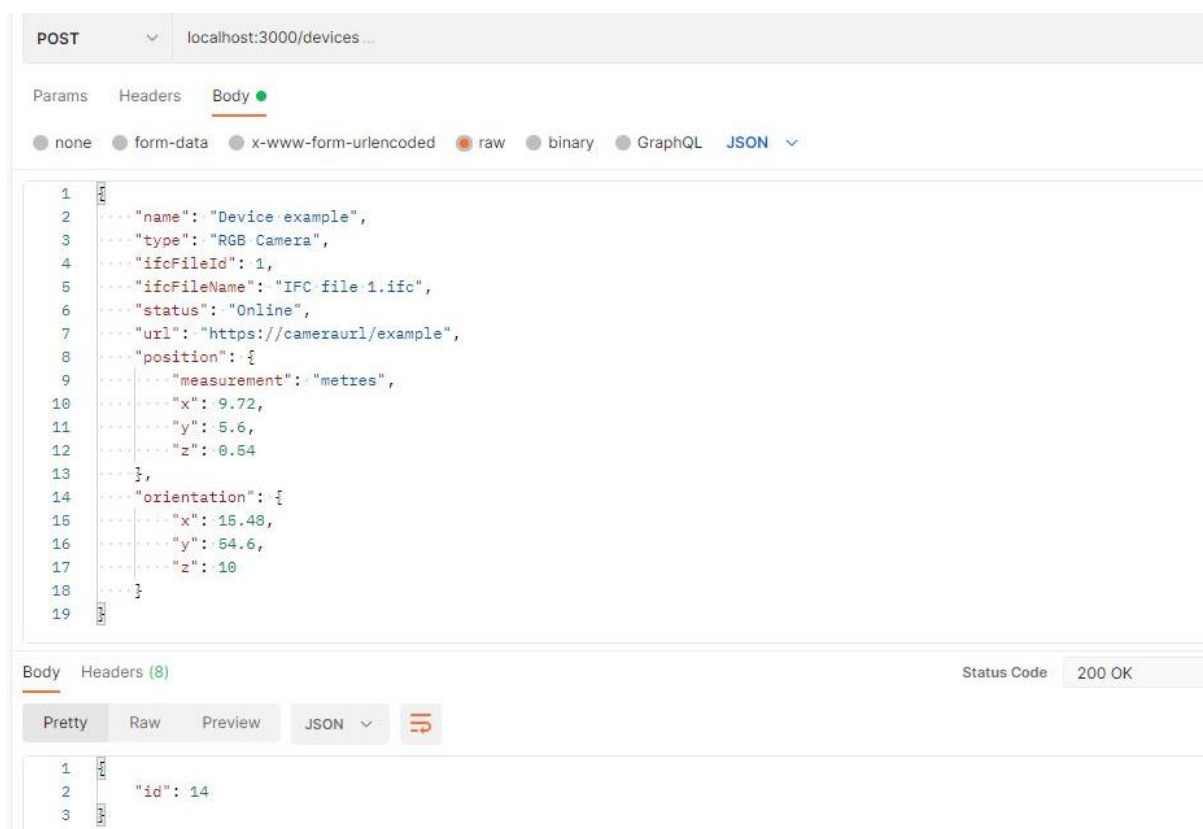 POST localhost:3000/devices...
Params Headers Body
none form-data x-www-form-urlencoded raw binary GraphQL JSON
1 {
2 "name": "Device example",
3 "type": "RGB Camera",
4 "ifcFileId": 1,
5 "ifcFileName": "IFC file 1.ifc",
6 "status": "Online",
7 "url": "https://cameraurl/example",
8 "position": {
9 "measurement": "metres",
10 "x": 9.72,
11 "y": 5.6,
12 "z": 0.54
13 },
14 "orientation": {
15 "x": 15.48,
16 "y": 54.6,
17 "z": 10
18 }
19 }
Body Headers (8) Status Code 200 OK
Pretty Raw Preview JSON
1 {
2 "id": 14
3 }